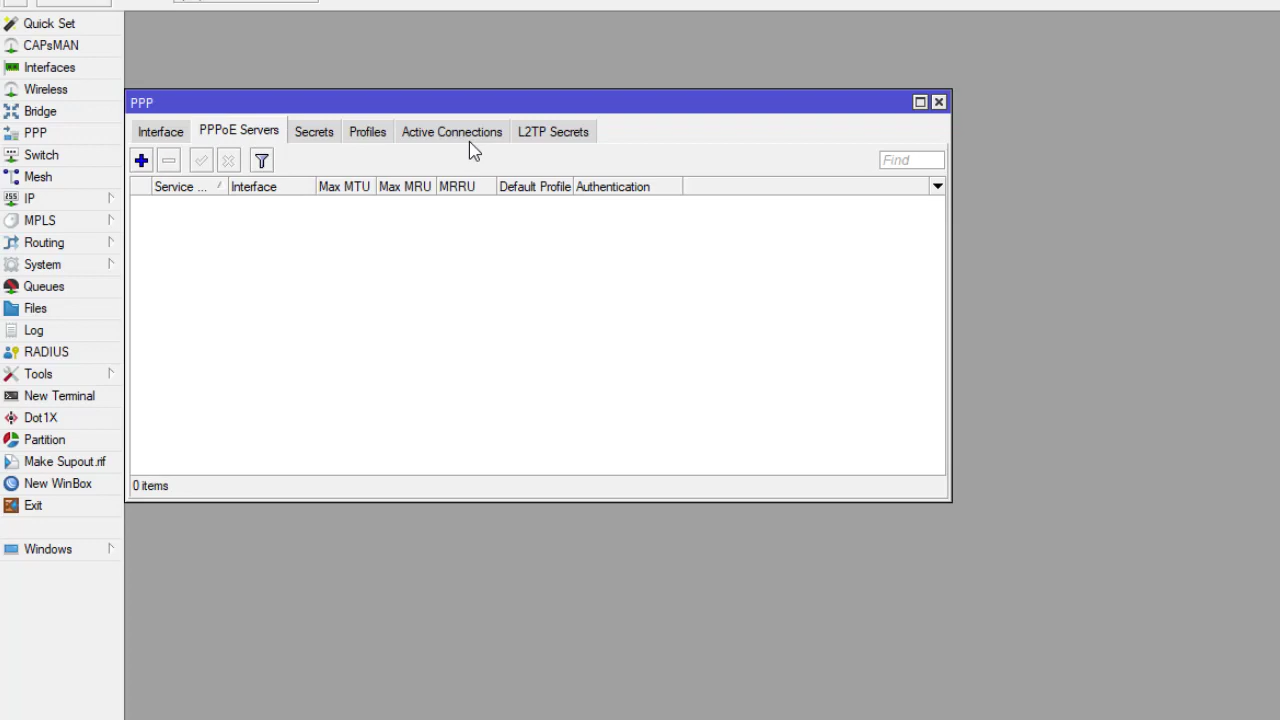 Quick Set
CAPsMAN
Interfaces
Wireless
Bridge
PPP
Switch
Mesh
IP
MPLS
Routing
System
Queues
Files
Log
RADIUS
Tools
New Terminal
Dot1X
Partition
Make Supout.rif
New WinBox
Exit
Windows
PPP
Interface PPPoE Servers Secrets Profiles Active Connections L2TP Secrets
Find
Service ... Interface Max MTU Max MRU MRRU Default Profile Authentication
0 items